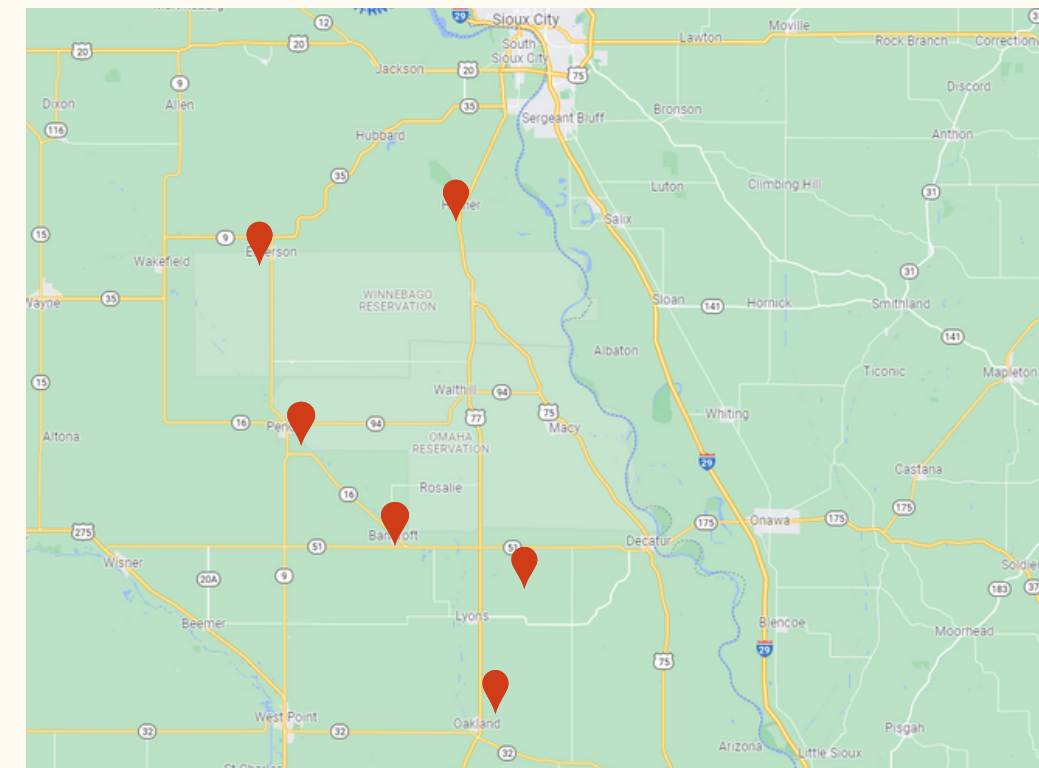 29
Sioux City
12
Moville
20
20
Lawton
Rock Branch
South
Sioux City
Jackson
20
75
9
Discord
Dixon
Allen
35
Bronson
116
Sergeant Bluff
Hubbard
Anthon
35
Luton
Climbing Hill
31
Salix
15
9
Wakefield
31
WINNEBAGO
RESERVATION
Wayne
35
Sloan
141
Hornick
Smithland
141
Albaton
15
Ticonic
Mapleton
Walthill
94
Whiting
16
94
77
75
Macy
Altona
OMAHA
RESERVATION
29
Castana
Rosalie
16
175
175
Onawa
175
275
51
51
Decatur
Wisner
20A
9
Soldier
183
37
Beemer
Lyons
Blencoe
Moorhead
29
75
West Point
Oakland
32
32
Pisgah
32
Arizona
Little Sioux